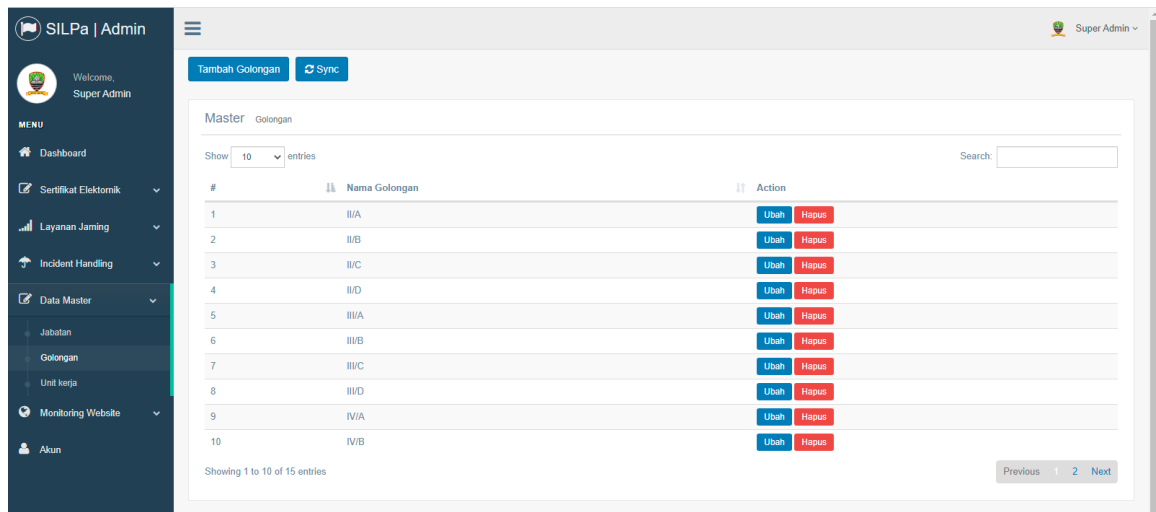 SILPa | Admin
Super Admin
Welcome,
Super Admin
MENU
Dashboard
Sertifikat Elektornik
Layanan Jaming
Incident Handling
Data Master
Jabatan
Golongan
Unit kerja
Monitoring Website
Akun
Tambah Golongan Sync
Master Golongan
Show 10 entries Search:
# Nama Golongan Action
1 II/A Ubah Hapus
2 II/B Ubah Hapus
3 II/C Ubah Hapus
4 II/D Ubah Hapus
5 III/A Ubah Hapus
6 III/B Ubah Hapus
7 III/C Ubah Hapus
8 III/D Ubah Hapus
9 IV/A Ubah Hapus
10 IV/B Ubah Hapus
Showing 1 to 10 of 15 entries Previous 1 2 Next